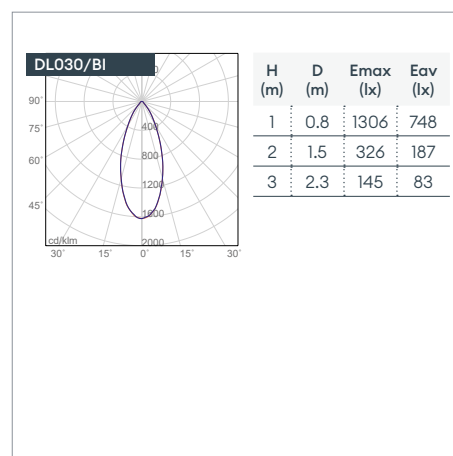 DL030/BI
0
90°
75°
60°
45°
400
800
1200
1600
2000
cd/klm
30° 15° 0° 15° 30°
H D Emax Eav
(m) (m) (lx) (lx)
1 0.8 1306 748
2 1.5 326 187
3 2.3 145 83